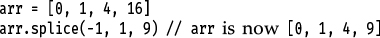 arr = [0, 1, 4, 16]
arr.splice(-1, 1, 9) // arr is now [0, 1, 4, 9]